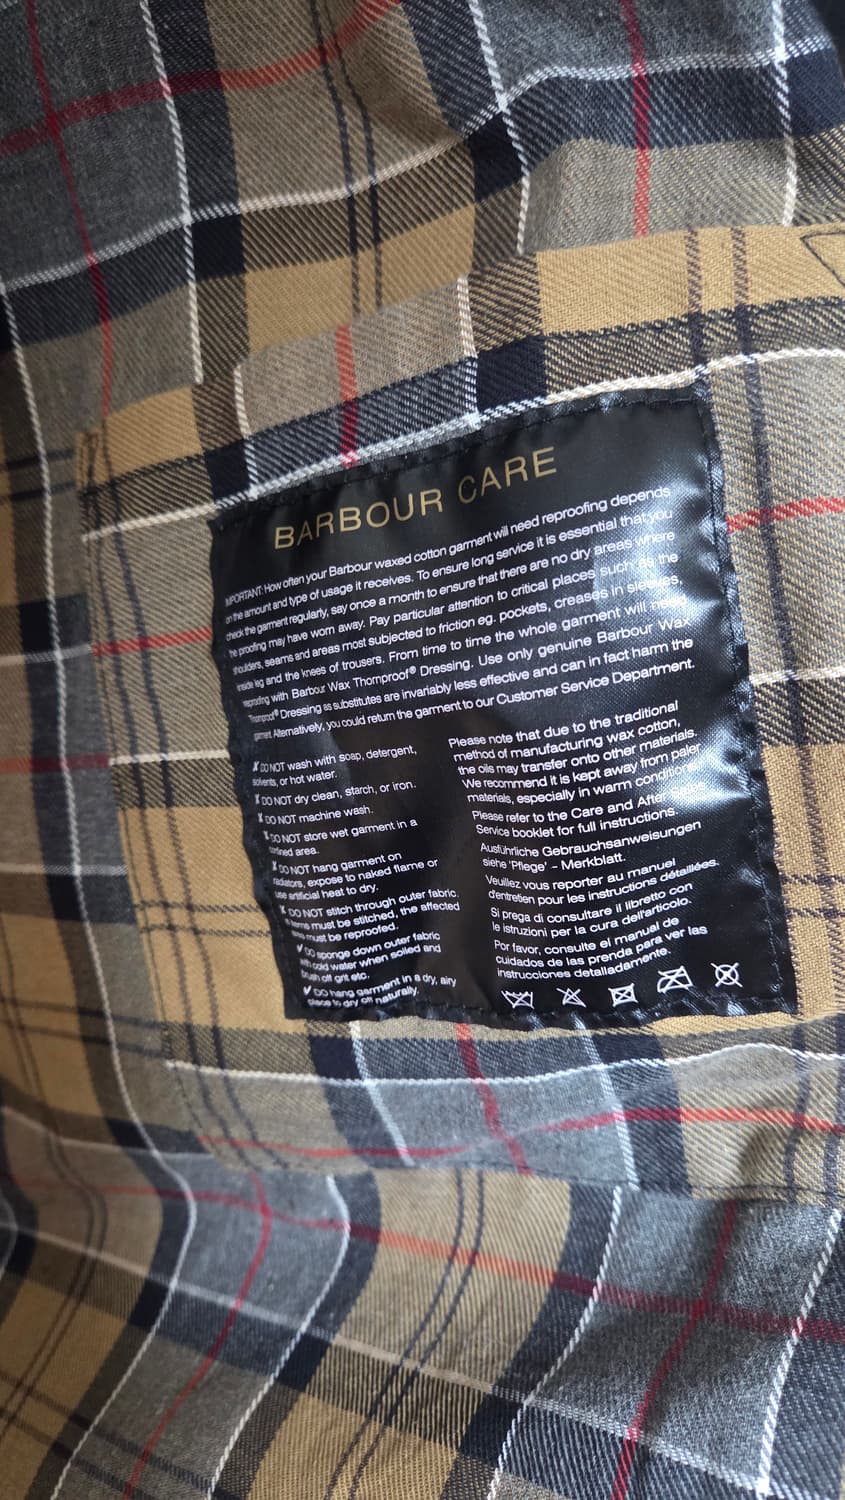 BARBOUR CARE
IMPORTANT: How often your Barbour waxed cotton garment will need reproofing depends
on the amount and type of usage it receives. To ensure long service it is essential that you
check the garment regularly, say once a month to ensure that there are no dry areas where
the proofing may have worn away. Pay particular attention to critical places such as the
shoulders, seams and areas most subjected to friction eg. pockets, creases in sleeves,
inside leg and the knees of trousers. From time to time the whole garment will need
reproofing with Barbour Wax Thornproof® Dressing. Use only genuine Barbour Wax
Thornproof® Dressing as substitutes are invariably less effective and can in fact harm the
garment. Alternatively, you could return the garment to our Customer Service Department.
✗ DO NOT wash with soap, detergent,
solvents, or hot water.
✗ DO NOT dry clean, starch, or iron.
✗ DO NOT machine wash.
✗ DO NOT store wet garment in a
confined area.
✗ DO NOT hang garment on
radiators, expose to naked flame or
use artificial heat to dry.
✗ DO NOT stitch through outer fabric.
If items must be stitched, the affected
area must be reproofed.
✔ DO sponge down outer fabric
with cold water when soiled and
brush off grit etc.
✔ DO hang garment in a dry, airy
place to dry off naturally.
Please note that due to the traditional
method of manufacturing wax cotton,
the oils may transfer onto other materials.
We recommend it is kept away from paler
materials, especially in warm conditions.
Please refer to the Care and After Sales
Service booklet for full instructions.
Ausführliche Gebrauchsanweisungen
siehe 'Pflege' - Merkblatt.
Veuillez vous reporter au manuel
d'entretien pour les instructions détaillées.
Si prega di consultare il libretto con
le istruzioni per la cura dell'articolo.
Por favor, consulte el manual de
cuidados de las prenda para ver las
instrucciones detalladamente.